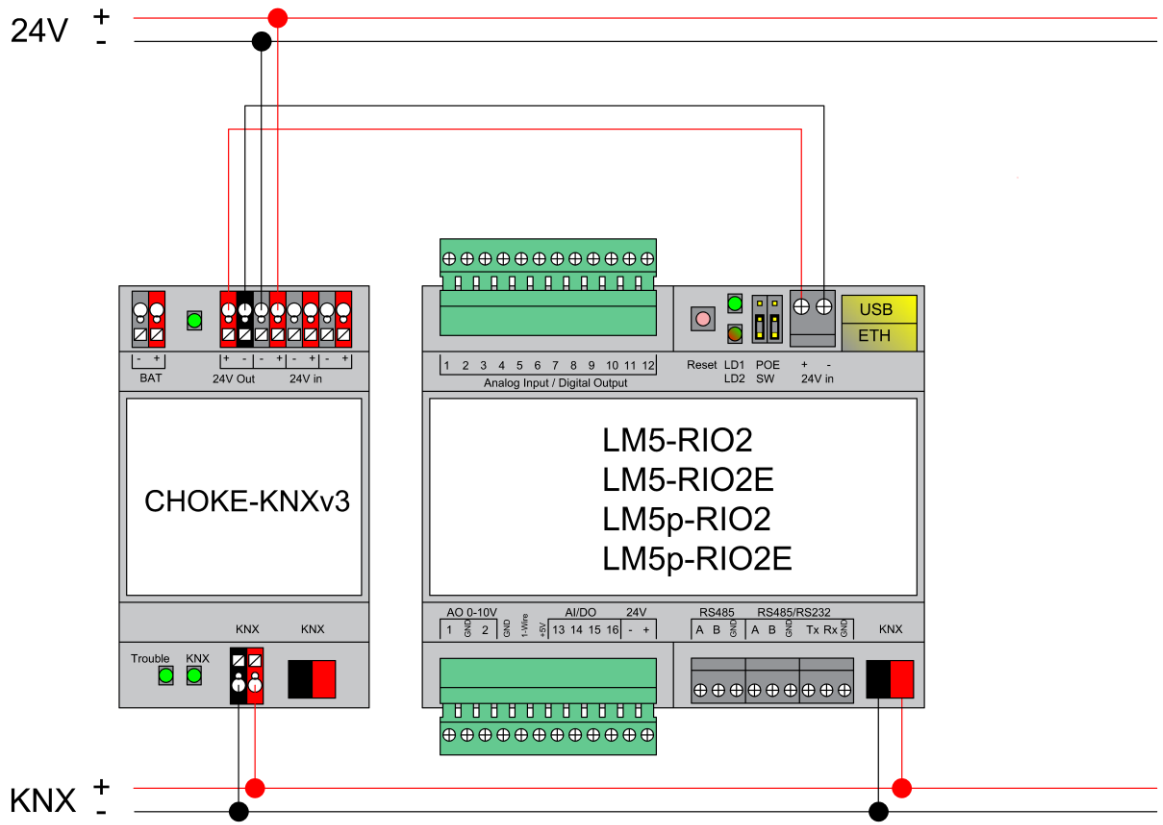 24V + -
- + + - - + - + - +
BAT 24V Out 24V in
CHOKE-KNXv3
KNX KNX
Trouble KNX
1 2 3 4 5 6 7 8 9 10 11 12
Analog Input / Digital Output
Reset LD1 POE + -
LD2 SW 24V in
USB
ETH
LM5-RIO2
LM5-RIO2E
LM5p-RIO2
LM5p-RIO2E
AO 0-10V AI/DO 24V RS485 RS485/RS232
1 GND 2 GND 1-Wire +5V 13 14 15 16 - + A B GND A B GND Tx Rx GND KNX
KNX + -